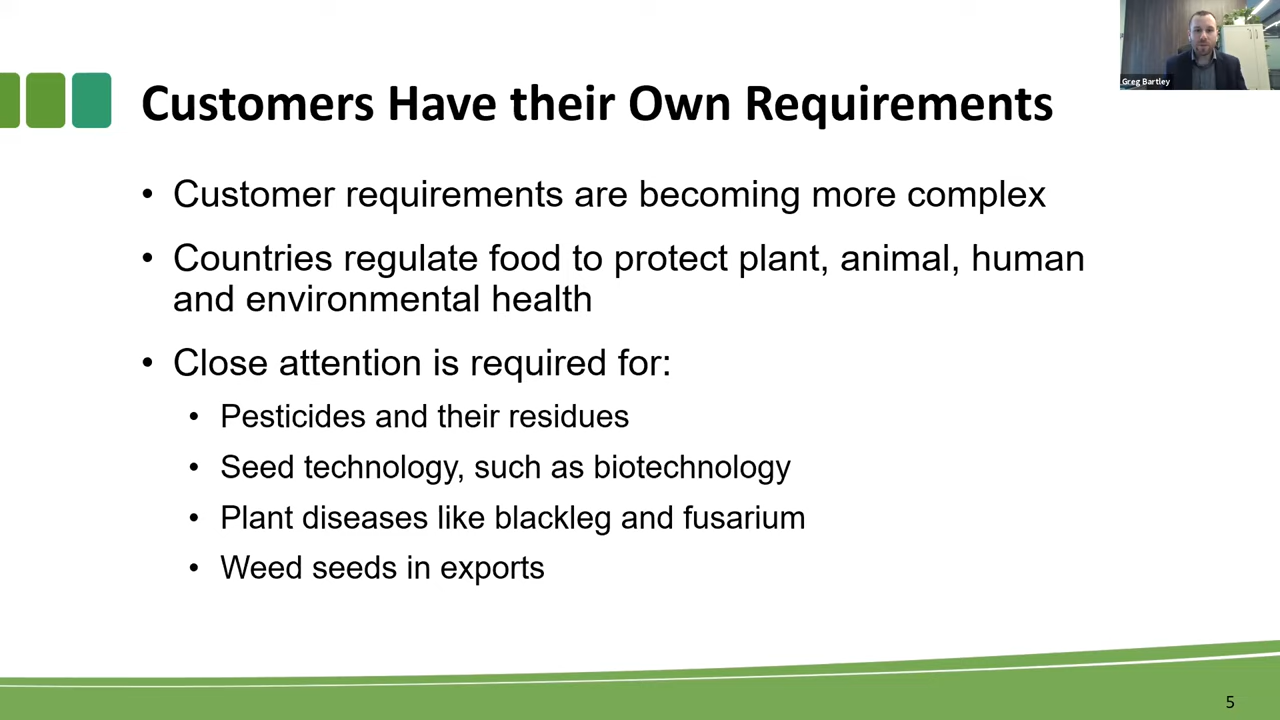 Greg Bartley
Customers Have their Own Requirements
• Customer requirements are becoming more complex
• Countries regulate food to protect plant, animal, human
and environmental health
• Close attention is required for:
• Pesticides and their residues
• Seed technology, such as biotechnology
• Plant diseases like blackleg and fusarium
• Weed seeds in exports
5